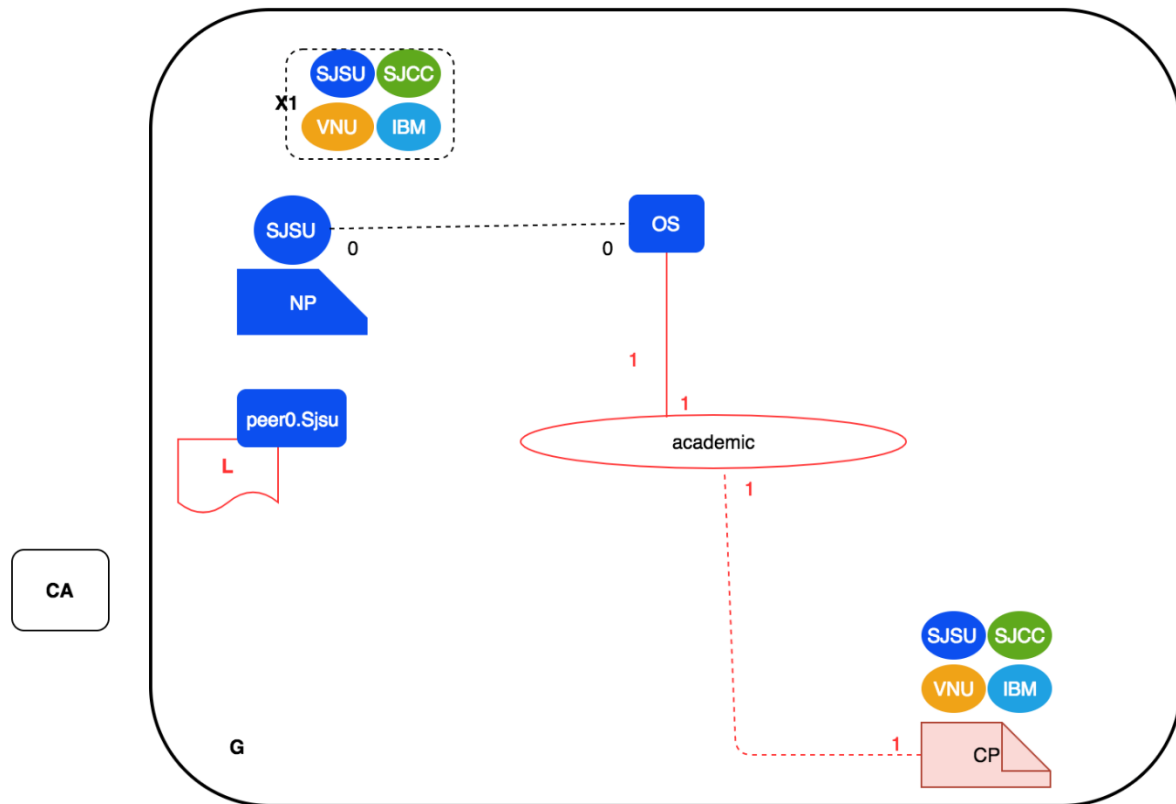 SJSU SJCC
X1
VNU IBM
SJSU
0
0
OS
NP
1
peer0.Sjsu
1
academic
L
1
CA
SJSU SJCC
VNU IBM
G
1
CP